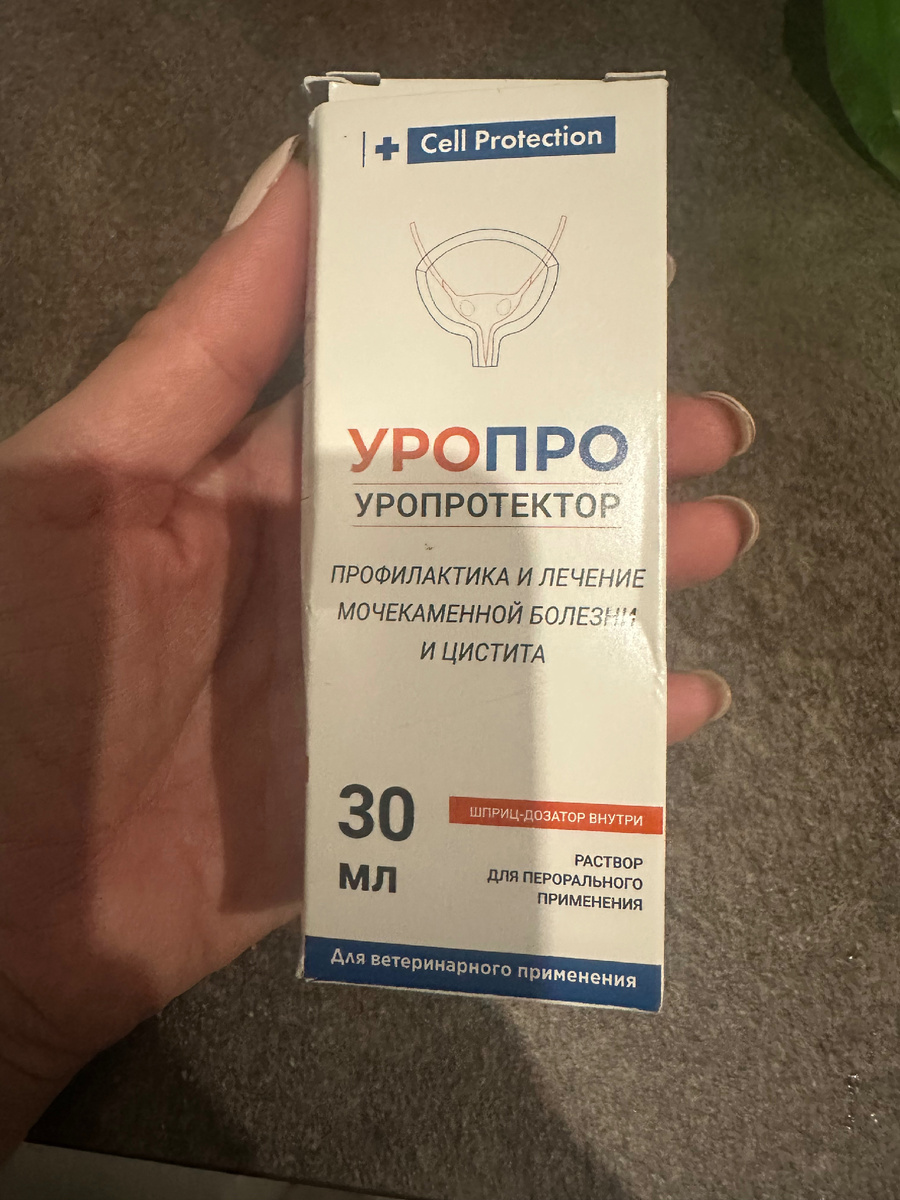 Cell Protection
УРОПРО
УРОПРОТЕКТОР
ПРОФИЛАКТИКА И ЛЕЧЕНИЕ
МОЧЕКАМЕННОЙ БОЛЕЗНИ
И ЦИСТИТА
30
мл
ШПРИЦ-ДОЗАТОР ВНУТРИ
РАСТВОР
ДЛЯ ПЕРОРАЛЬНОГО
ПРИМЕНЕНИЯ
Для ветеринарного применения